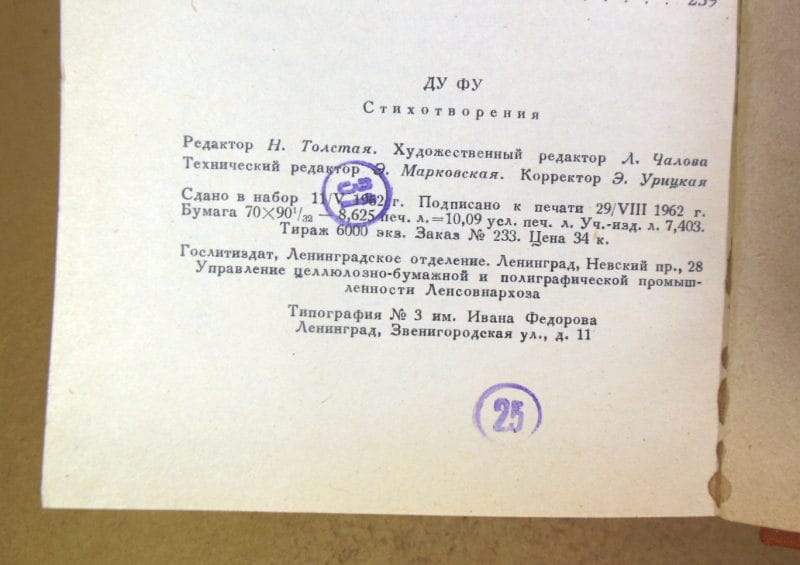 239
ДУ ФУ
Стихотворения
Редактор Н. Толстая. Художественный редактор Л. Чалова
Технический редактор Э. Марковская. Корректор Э. Урицкая
Сдано в набор 11/V 1962 г. Подписано к печати 29/VIII 1962 г.
Бумага 70×90¹/₃₂ — 8,625 печ. л.=10,09 усл. печ. л. Уч.-изд. л. 7,403.
Тираж 6000 экз. Заказ № 233. Цена 34 к.
Гослитиздат, Ленинградское отделение. Ленинград, Невский пр., 28
Управление целлюлозно-бумажной и полиграфической промыш-
ленности Ленсовнархоза
Типография № 3 им. Ивана Федорова
Ленинград, Звенигородская ул., д. 11
25